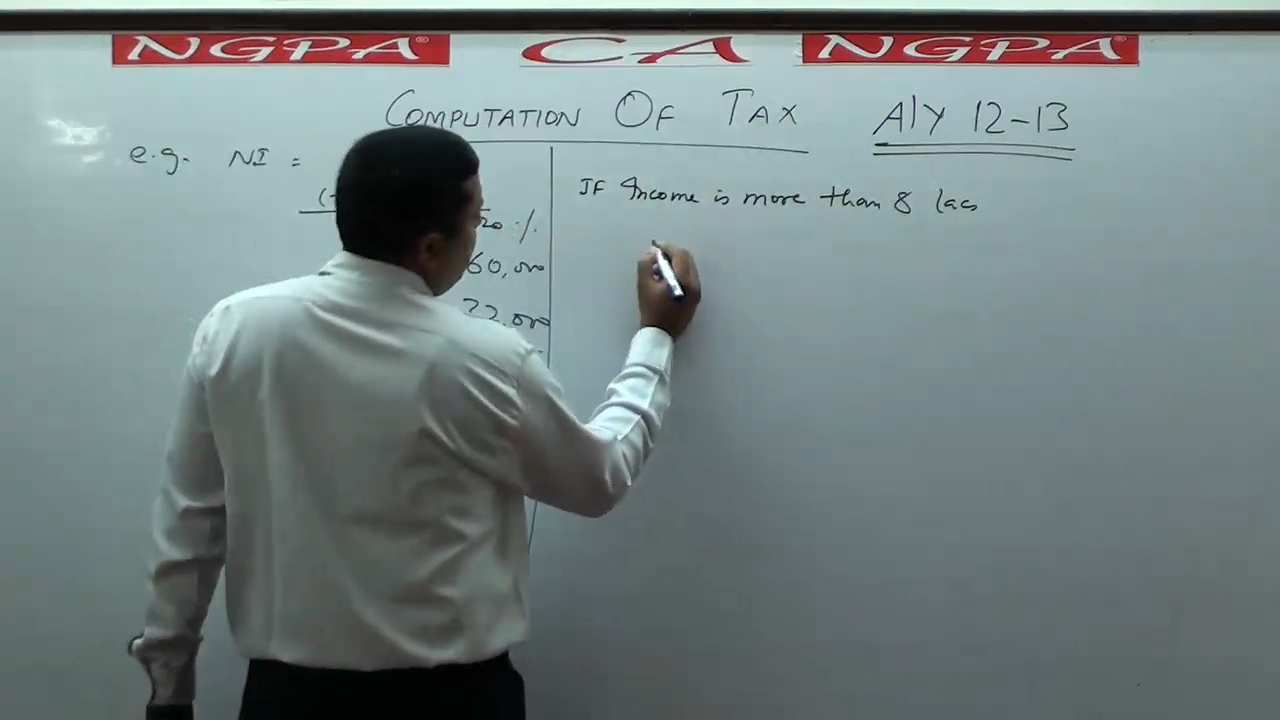 NGPA® CA NGPA®
COMPUTATION OF TAX A/Y 12-13
e.g. NI =
20 %
60,000
32,000
IF Income is more than 8 lacs